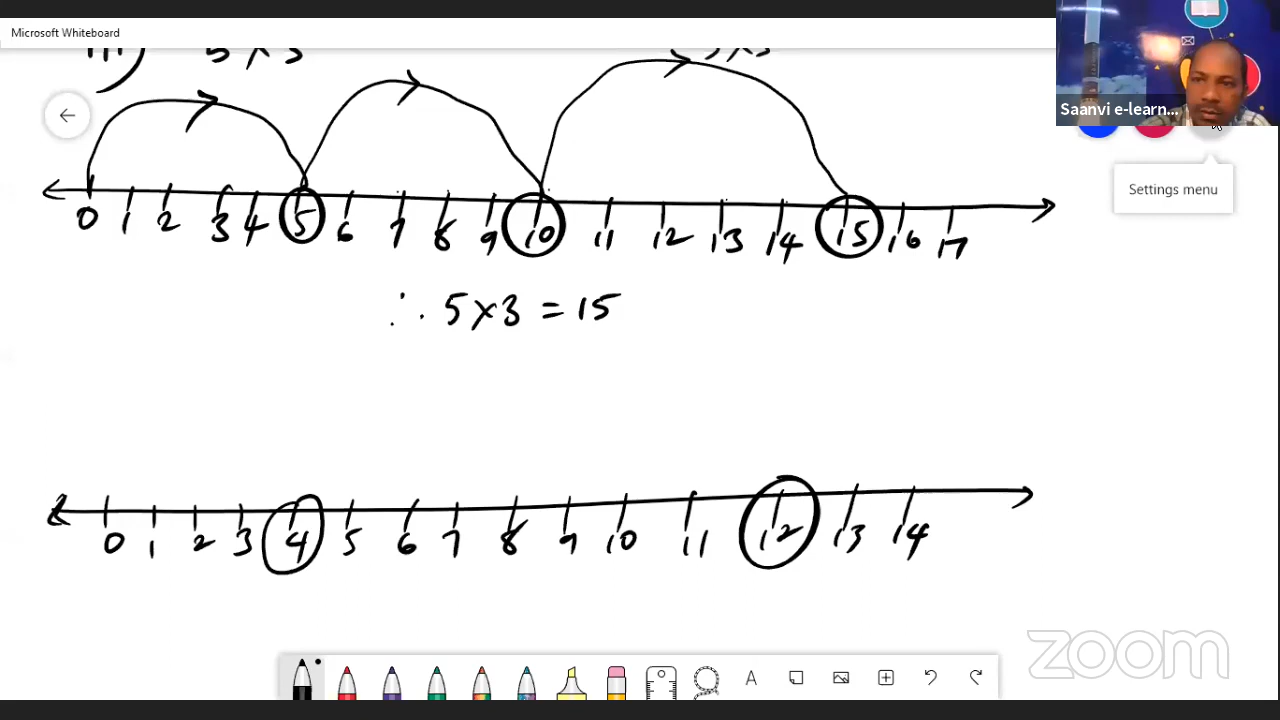 Microsoft Whiteboard
Saanvi e-learn...
Settings menu
0 1 2 3 4 5 6 7 8 9 10 11 12 13 14 15 16 17
∴ 5×3 = 15
0 1 2 3 4 5 6 7 8 9 10 11 12 13 14
zoom
A